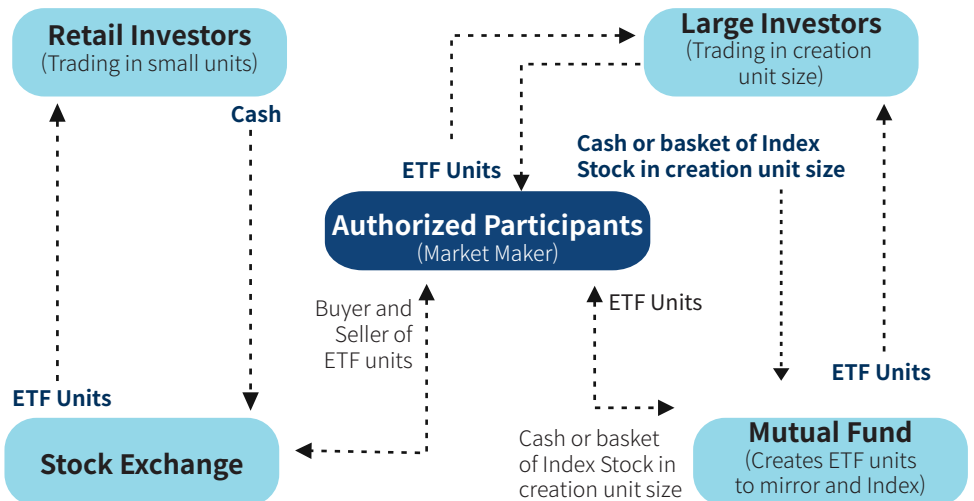 Retail Investors
(Trading in small units)
Large Investors
(Trading in creation
unit size)
Cash
Cash or basket of Index
Stock in creation unit size
ETF Units
Authorized Participants
(Market Maker)
Buyer and
Seller of
ETF units
ETF Units
ETF Units
ETF Units
Stock Exchange
Cash or basket
of Index Stock in
creation unit size
Mutual Fund
(Creates ETF units
to mirror and Index)